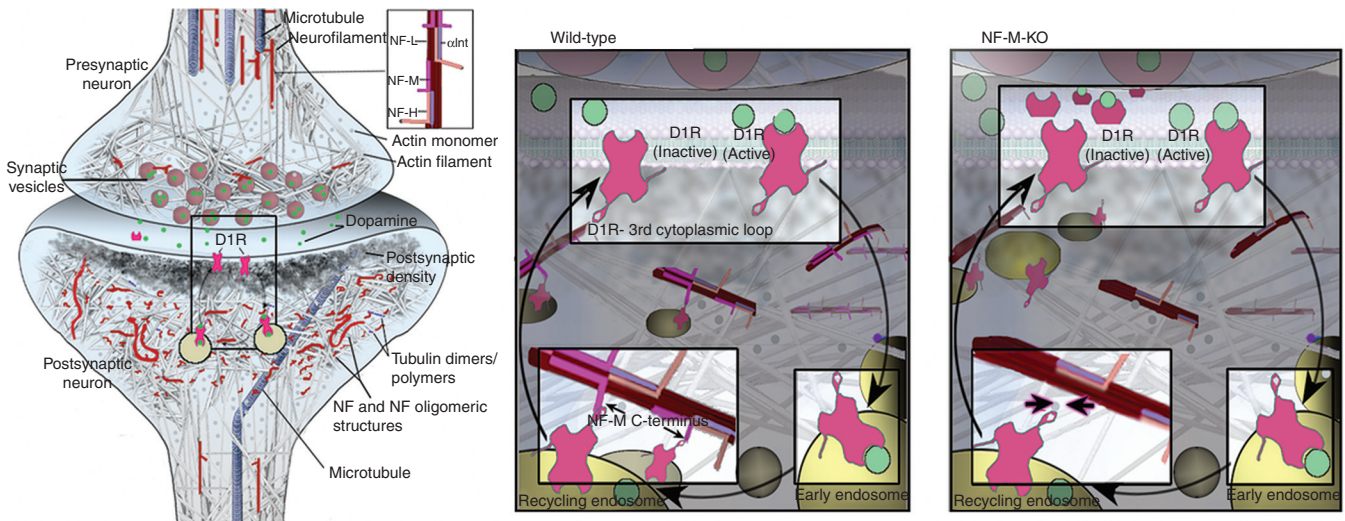 Microtubule
Neurofilament
NF-L
αInt
NF-M
NF-H
Presynaptic
neuron
Actin monomer
Actin filament
Synaptic
vesicles
Dopamine
D1R
Postsynaptic
density
Postsynaptic
neuron
Tubulin dimers/
polymers
NF and NF oligomeric
structures
Microtubule
Wild-type
D1R
(Inactive)
D1R
(Active)
D1R- 3rd cytoplasmic loop
NF-M C-terminus
Recycling endosome
Early endosome
NF-M-KO
D1R
(Inactive)
D1R
(Active)
Recycling endosome
Early endosome